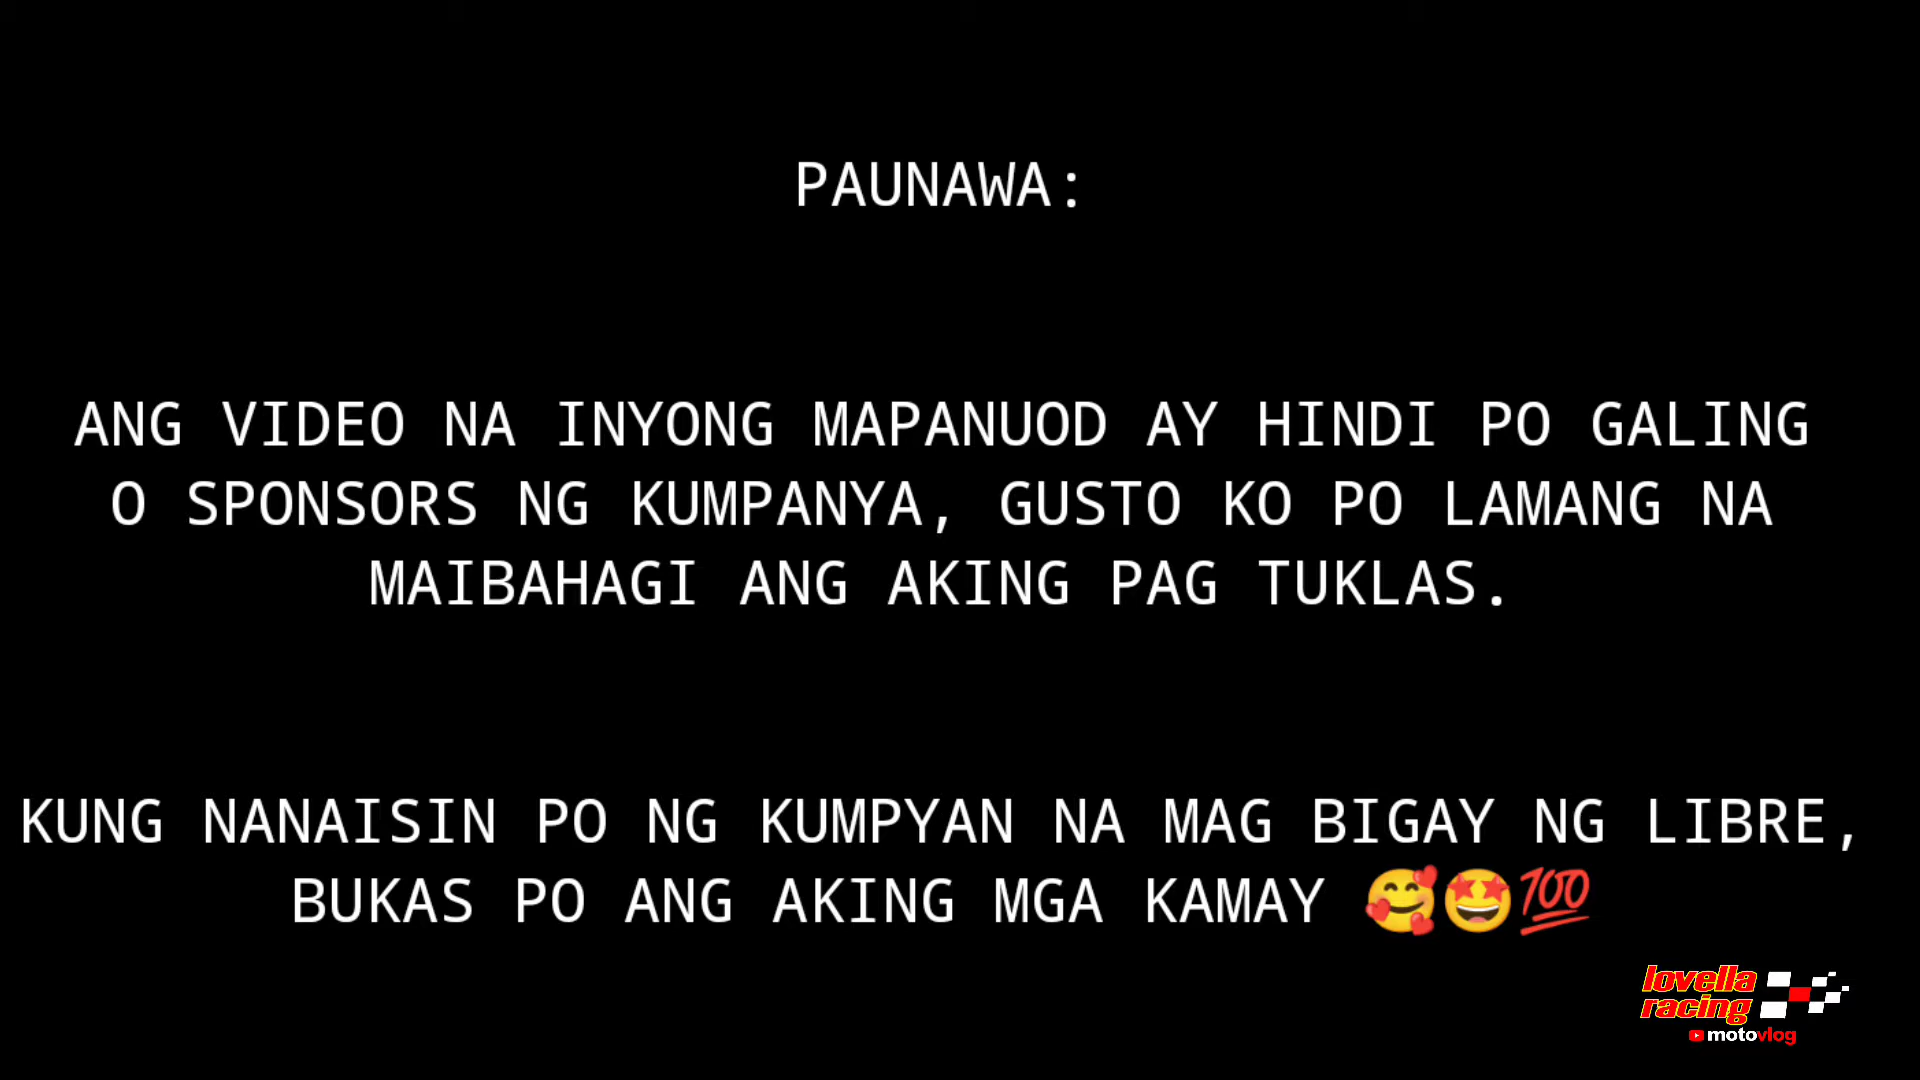 PAUNAWA:
ANG VIDEO NA INYONG MAPANUOD AY HINDI PO GALING
O SPONSORS NG KUMPANYA, GUSTO KO PO LAMANG NA
MAIBAHAGI ANG AKING PAG TUKLAS.
KUNG NANAISIN PO NG KUMPYAN NA MAG BIGAY NG LIBRE,
BUKAS PO ANG AKING MGA KAMAY 🥰🤩💯
lovella
racing
motovlog